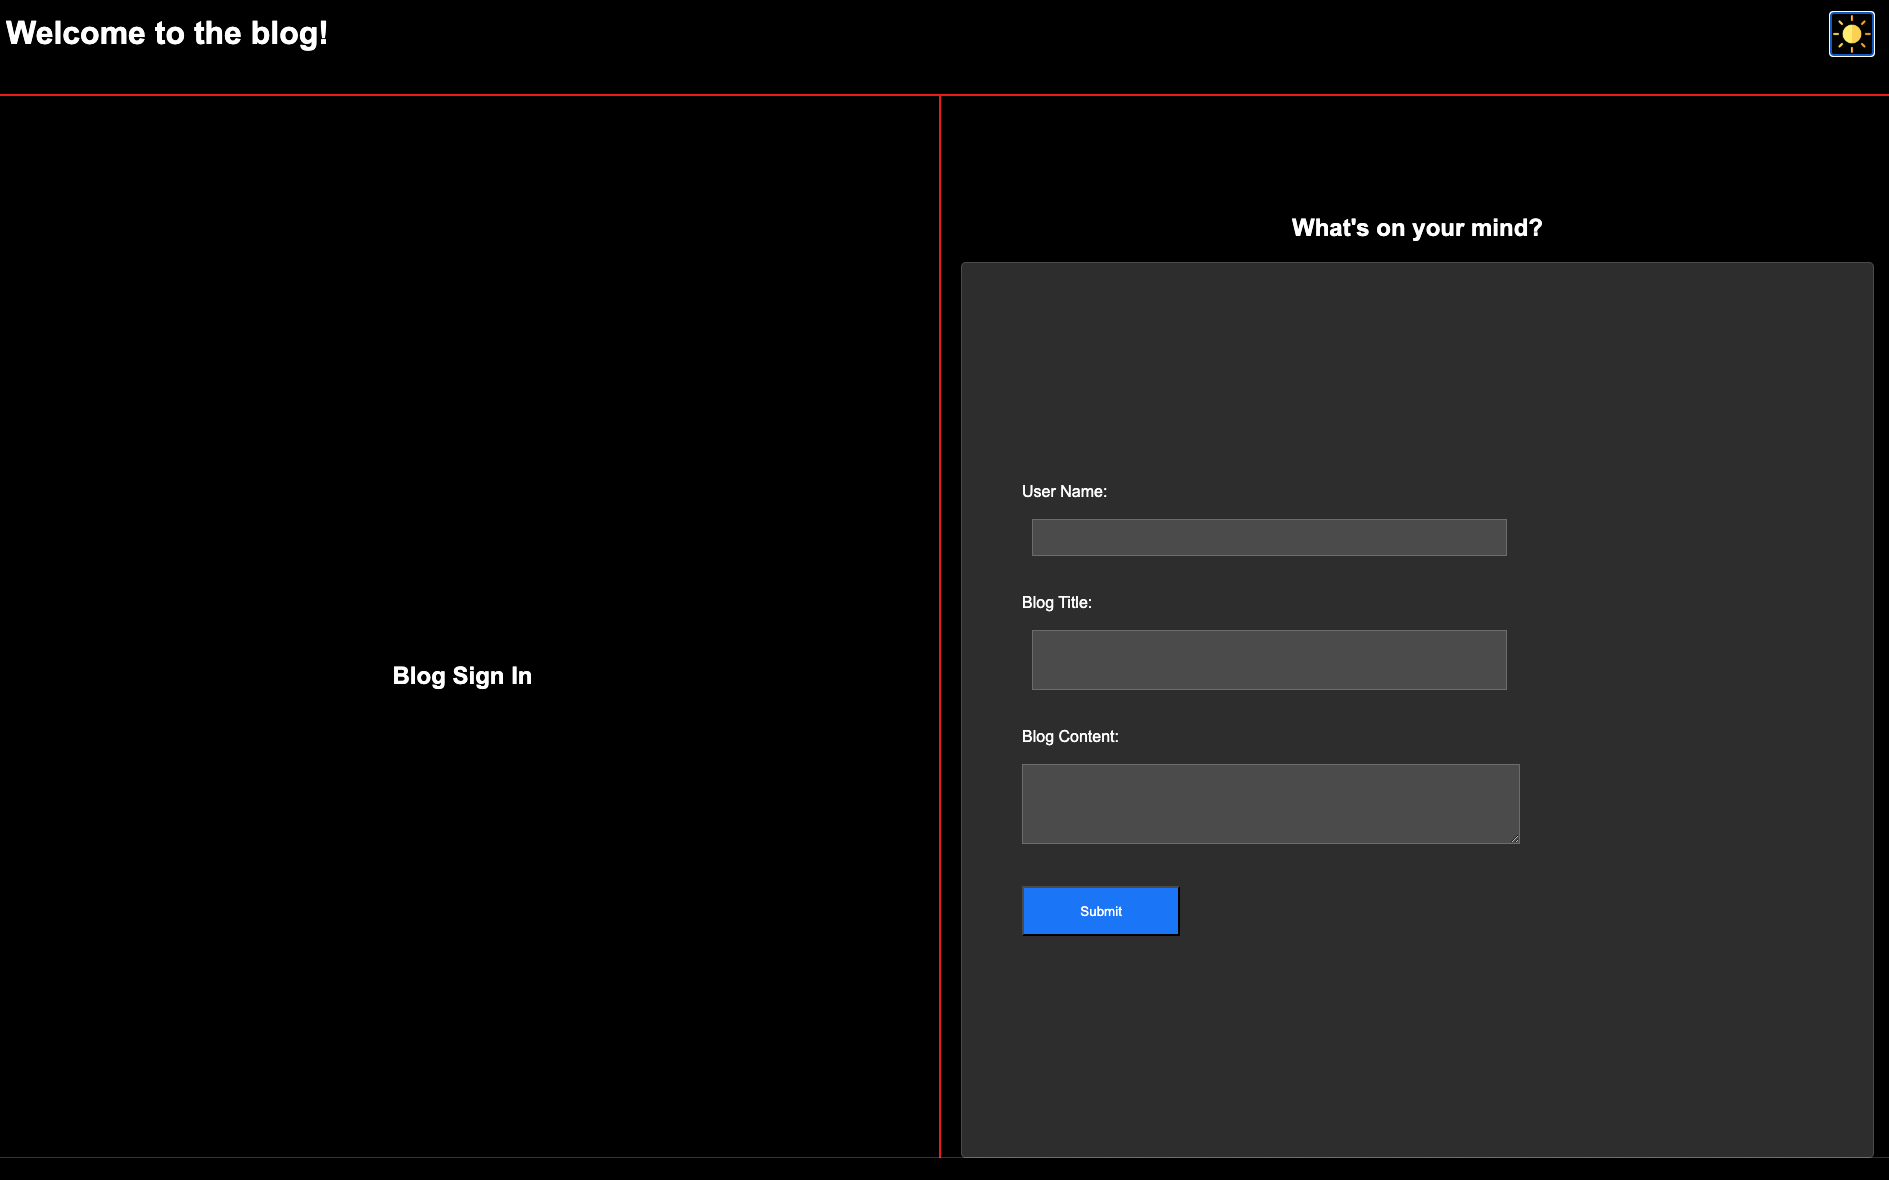 Welcome to the blog!
Blog Sign In
What's on your mind?
User Name:
Blog Title:
Blog Content:
Submit